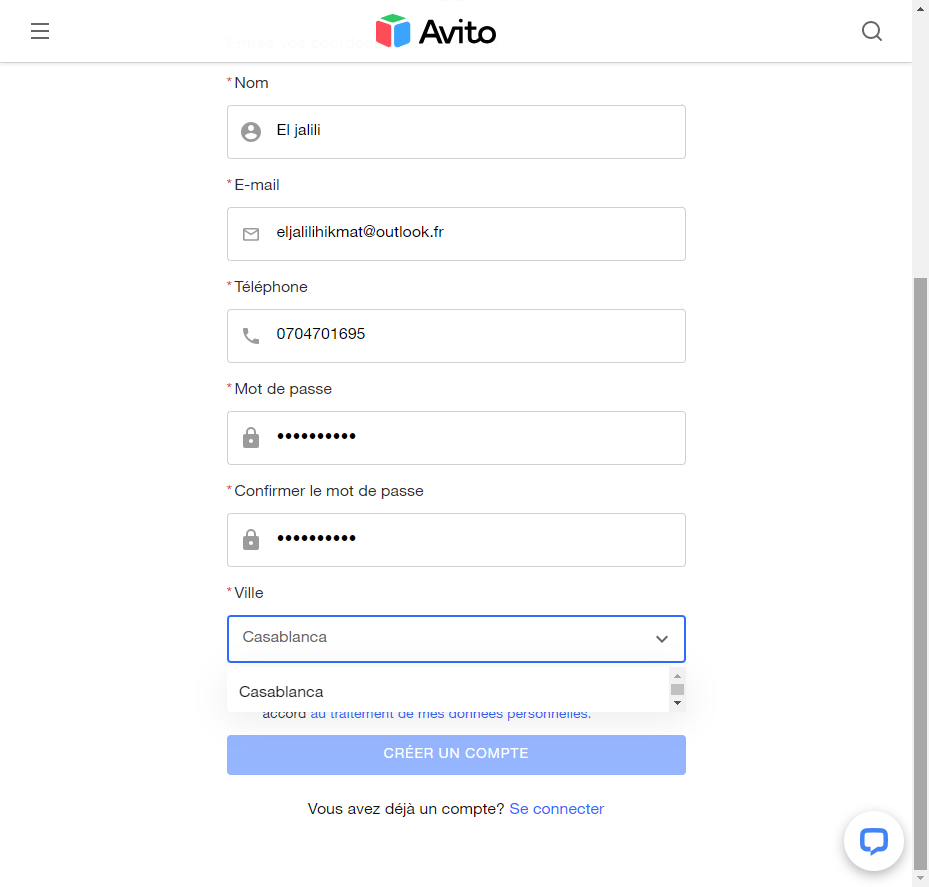 Avito
*Nom
El jalili
*E-mail
eljalilihikmat@outlook.fr
*Téléphone
0704701695
*Mot de passe
••••••••••
*Confirmer le mot de passe
••••••••••
*Ville
Casablanca
Casablanca
accord au traitement de mes données personnelles.
CRÉER UN COMPTE
Vous avez déjà un compte? Se connecter